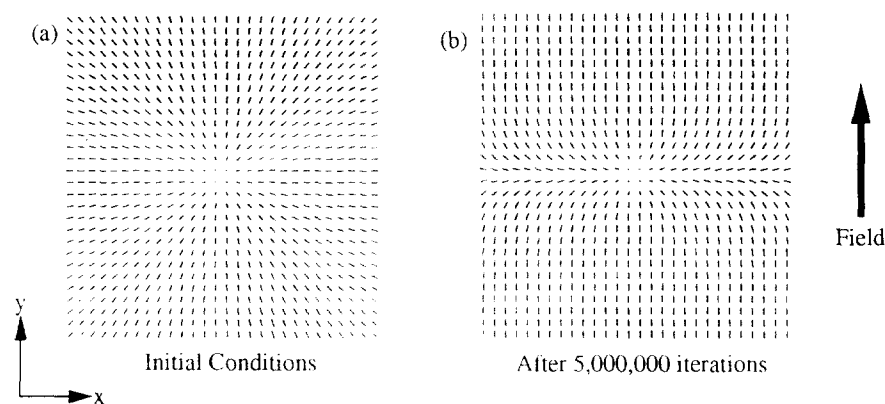 (a)
(b)
Field
y
x
Initial Conditions
After 5,000,000 iterations